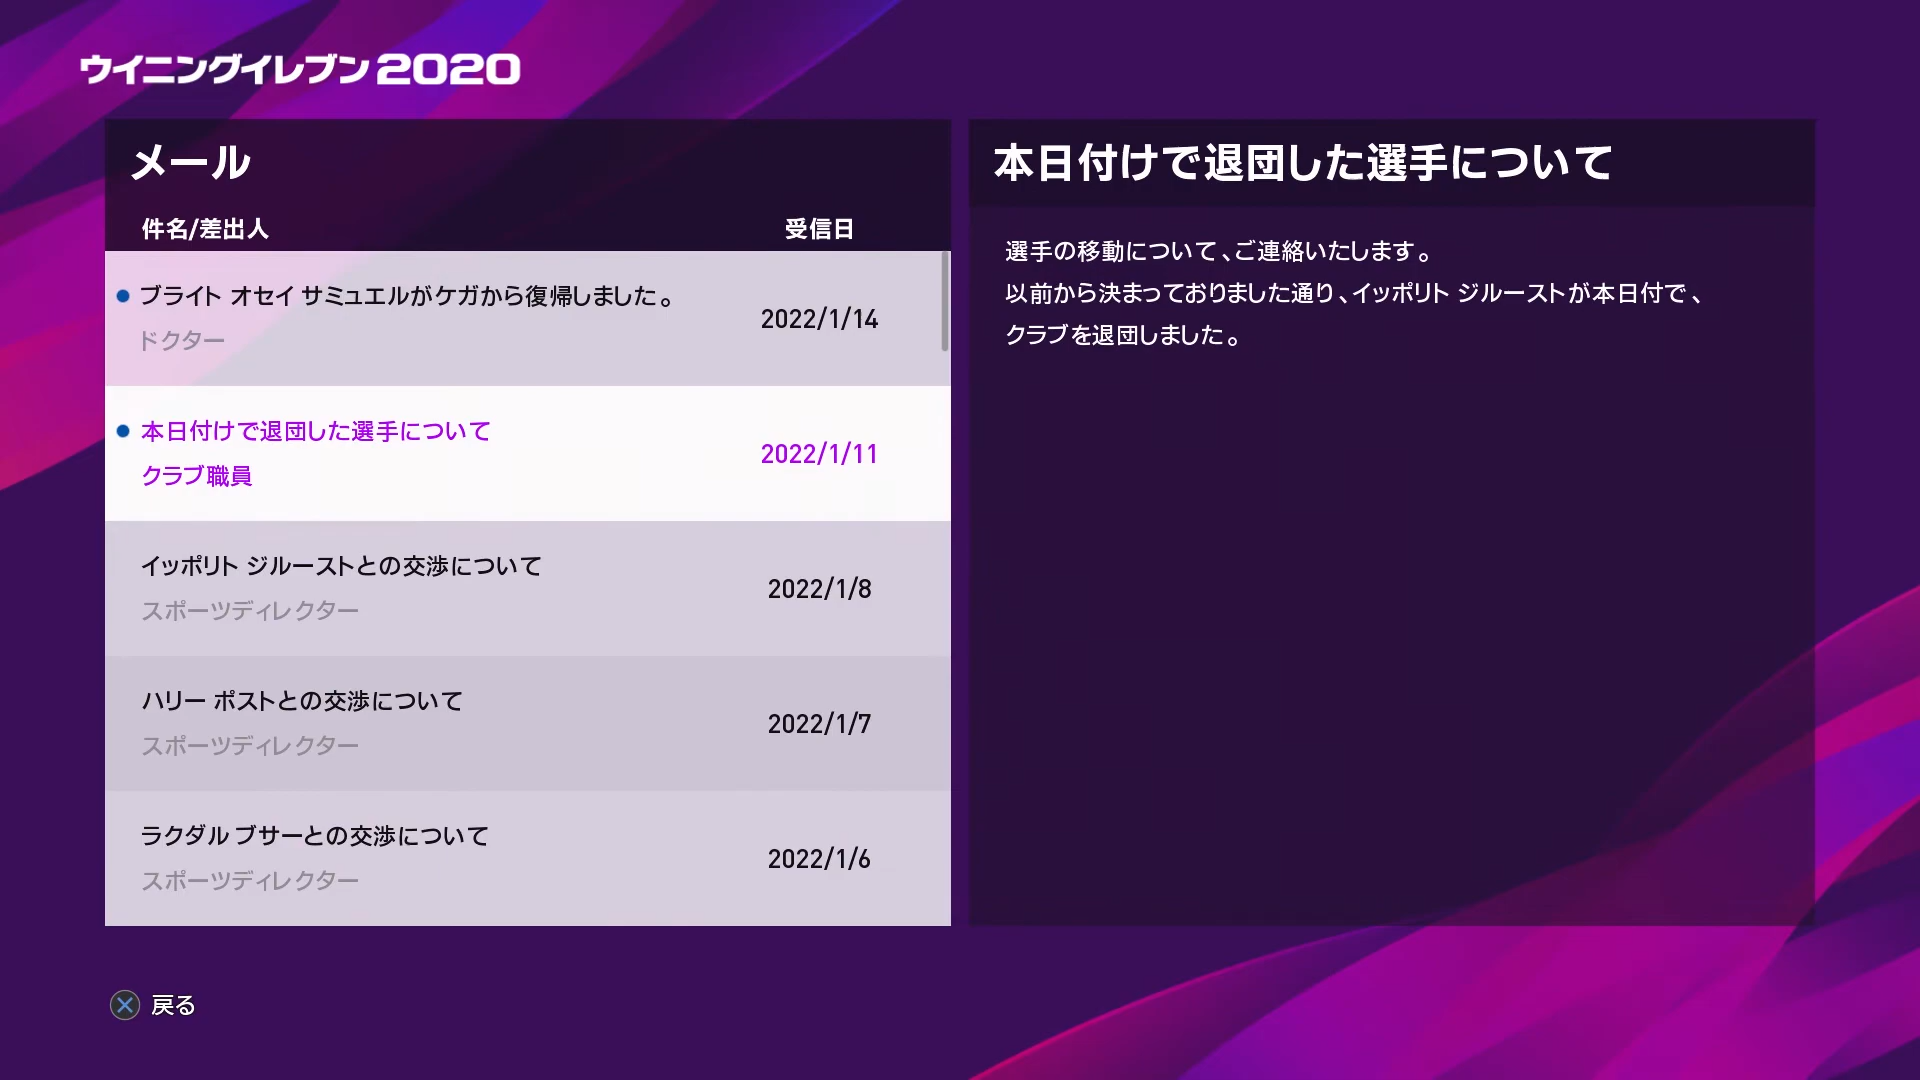 ウイニングイレブン2020
メール
件名/差出人 受信日
ブライト オセイ サミュエルがケガから復帰しました。
ドクター
2022/1/14
本日付けで退団した選手について
クラブ職員
2022/1/11
イッポリト ジルーストとの交渉について
スポーツディレクター
2022/1/8
ハリー ポストとの交渉について
スポーツディレクター
2022/1/7
ラクダル ブサーとの交渉について
スポーツディレクター
2022/1/6
本日付けで退団した選手について
選手の移動について、ご連絡いたします。
以前から決まっておりました通り、イッポリト ジルーストが本日付で、
クラブを退団しました。
戻る